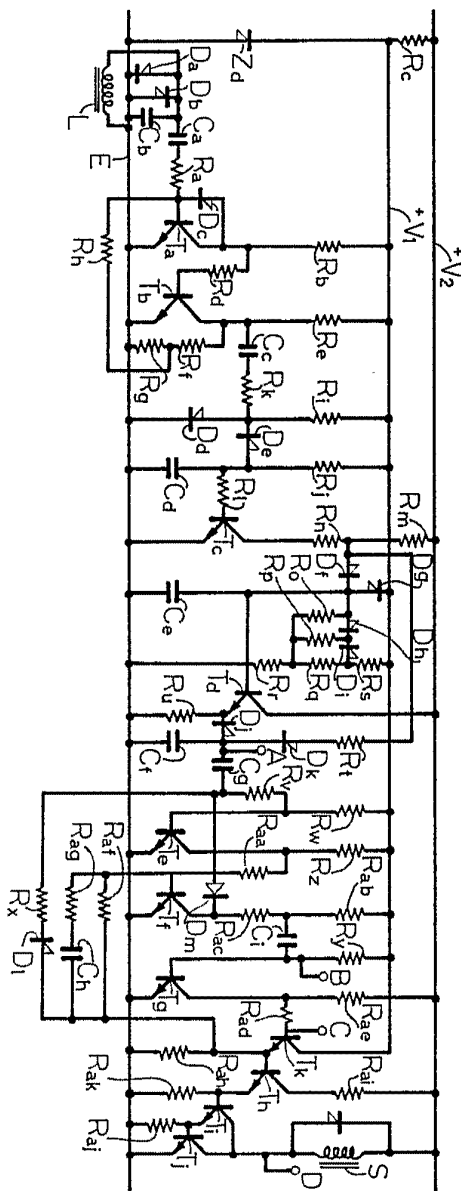 +V2
+V1
Rc
Zd
Da
Db
L
Cb
Ca
E
Ra
Dc
Ta
Rb
Rh
Rd
Tb
Re
Rf
Rg
Cc
Rk
Ri
De
Dd
Rj
Cd
Rl
Tc
Rn
Rm
Df
Dg
Ro
Rp
Dh
Di
Ce
Rr
Rq
Rs
Td
Dj
Ru
A
Dk
Rt
Cf
Cg
Rv
Rw
Te
Rz
Raa
Raf
Rag
Rx
Ch
Dl
Dm
Tf
Rac
Rab
Ci
Ry
B
Tg
Rae
Rad
C
Tk
Rah
Th
Rai
Rak
Ti
Raj
Tj
S
D